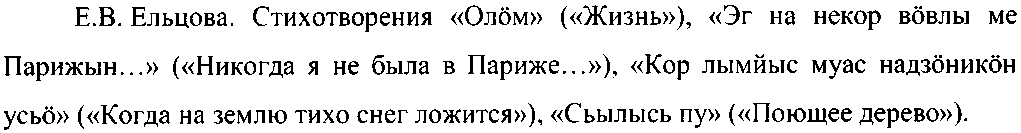 Е.В. Ельцова. Стихотворения «Олӧм» («Жизнь»), «Эг на некор вӧвлы ме
Парижын…» («Никогда я не была в Париже…»), «Кор лымйыс муас надзӧникӧн
усьӧ» («Когда на землю тихо снег ложится»), «Сьылысь пу» («Поющее дерево»).